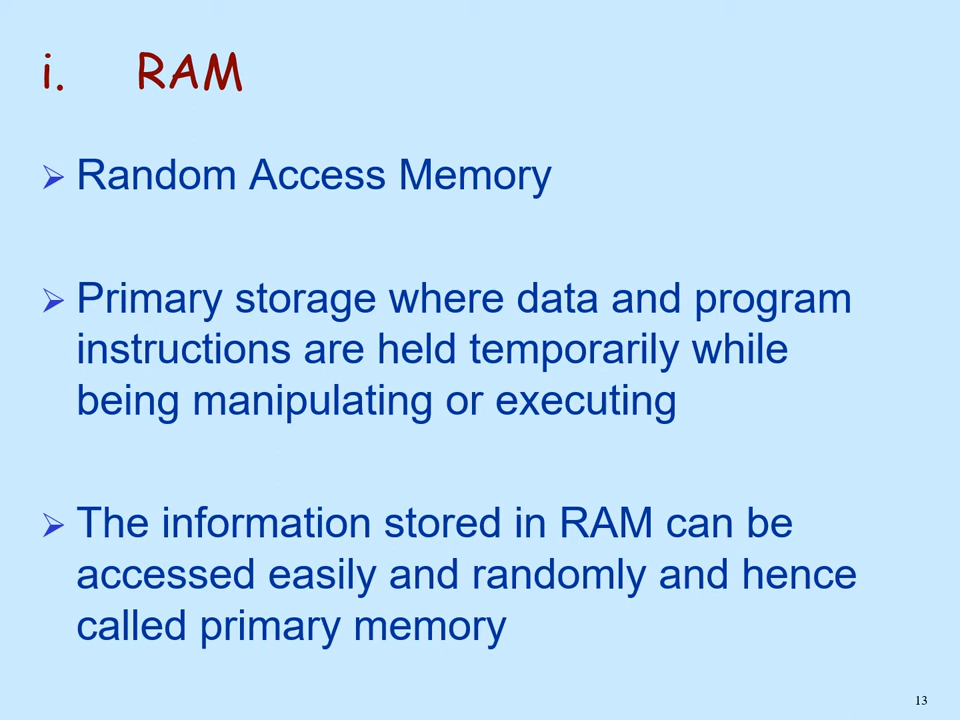 i. RAM
➢ Random Access Memory
➢ Primary storage where data and program
instructions are held temporarily while
being manipulating or executing
➢ The information stored in RAM can be
accessed easily and randomly and hence
called primary memory
13